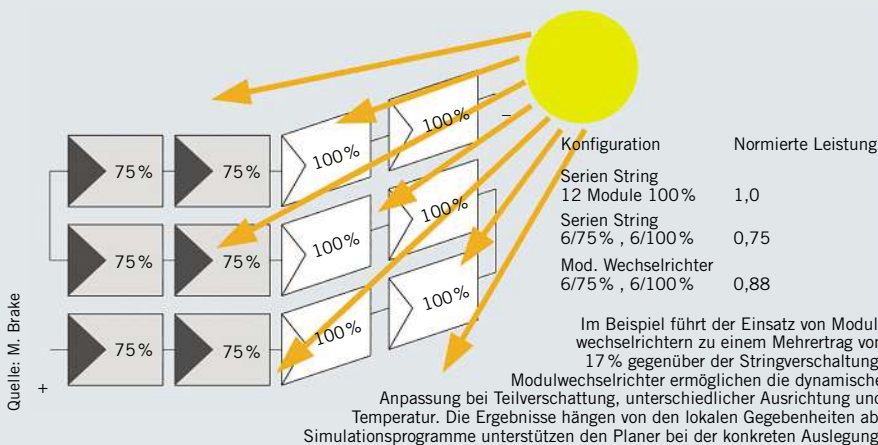 100%
100%
75%
75%
–
Konfiguration Normierte Leistung
Serien String
12 Module 100% 1,0
100%
100%
75%
75%
Serien String
6/75% , 6/100% 0,75
Mod. Wechselrichter
6/75% , 6/100% 0,88
100%
100%
75%
75%
+
Quelle: M. Brake
Im Beispiel führt der Einsatz von Modul
wechselrichtern zu einem Mehrertrag von
17% gegenüber der Stringverschaltung
Modulwechselrichter ermöglichen die dynamische
Anpassung bei Teilverschattung, unterschiedlicher Ausrichtung und
Temperatur. Die Ergebnisse hängen von den lokalen Gegebenheiten ab
Simulationsprogramme unterstützen den Planer bei der konkreten Auslegung